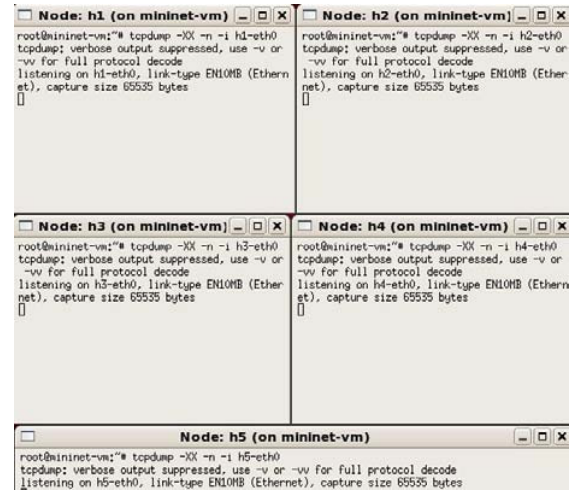 Node: h1 (on mininet-vm)
root@mininet-vm:~# tcpdump -XX -n -i h1-eth0
tcpdump: verbose output suppressed, use -v or
-vv for full protocol decode
listening on h1-eth0, link-type EN10MB (Ethern
et), capture size 65535 bytes
Node: h2 (on mininet-vm)
root@mininet-vm:~# tcpdump -XX -n -i h2-eth0
tcpdump: verbose output suppressed, use -v or
-vv for full protocol decode
listening on h2-eth0, link-type EN10MB (Ether
net), capture size 65535 bytes
Node: h3 (on mininet-vm)
root@mininet-vm:~# tcpdump -XX -n -i h3-eth0
tcpdump: verbose output suppressed, use -v or
-vv for full protocol decode
listening on h3-eth0, link-type EN10MB (Ether
net), capture size 65535 bytes
Node: h4 (on mininet-vm)
root@mininet-vm:~# tcpdump -XX -n -i h4-eth0
tcpdump: verbose output suppressed, use -v or
-vv for full protocol decode
listening on h4-eth0, link-type EN10MB (Ethern
et), capture size 65535 bytes
Node: h5 (on mininet-vm)
root@mininet-vm:~# tcpdump -XX -n -i h5-eth0
tcpdump: verbose output suppressed, use -v or -vv for full protocol decode
listening on h5-eth0, link-type EN10MB (Ethernet), capture size 65535 bytes